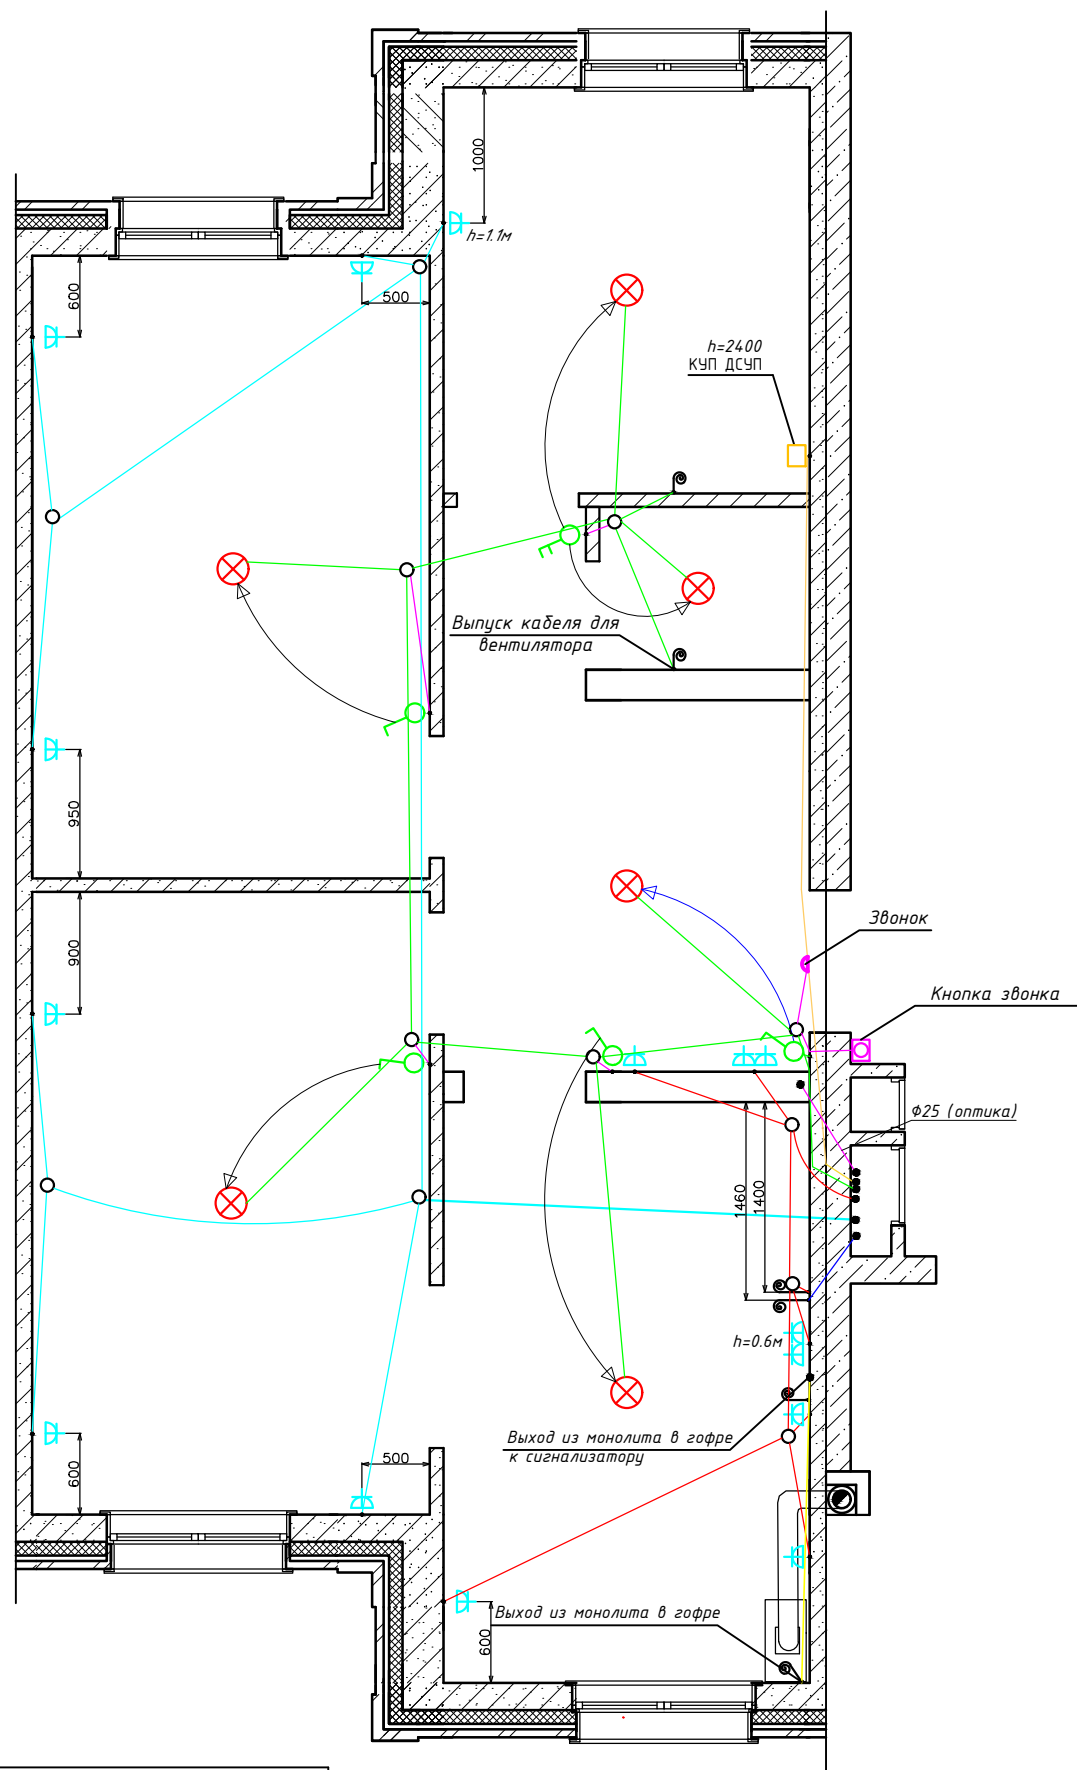 1000
h=1.1м
600
500
h=2400
КУП ДСУП
Выпуск кабеля для
вентилятора
950
900
Звонок
Кнопка звонка
Ф25 (оптика)
1460
1400
h=0.6м
Выход из монолита в гофре
к сигнализатору
500
600
Выход из монолита в гофре
600